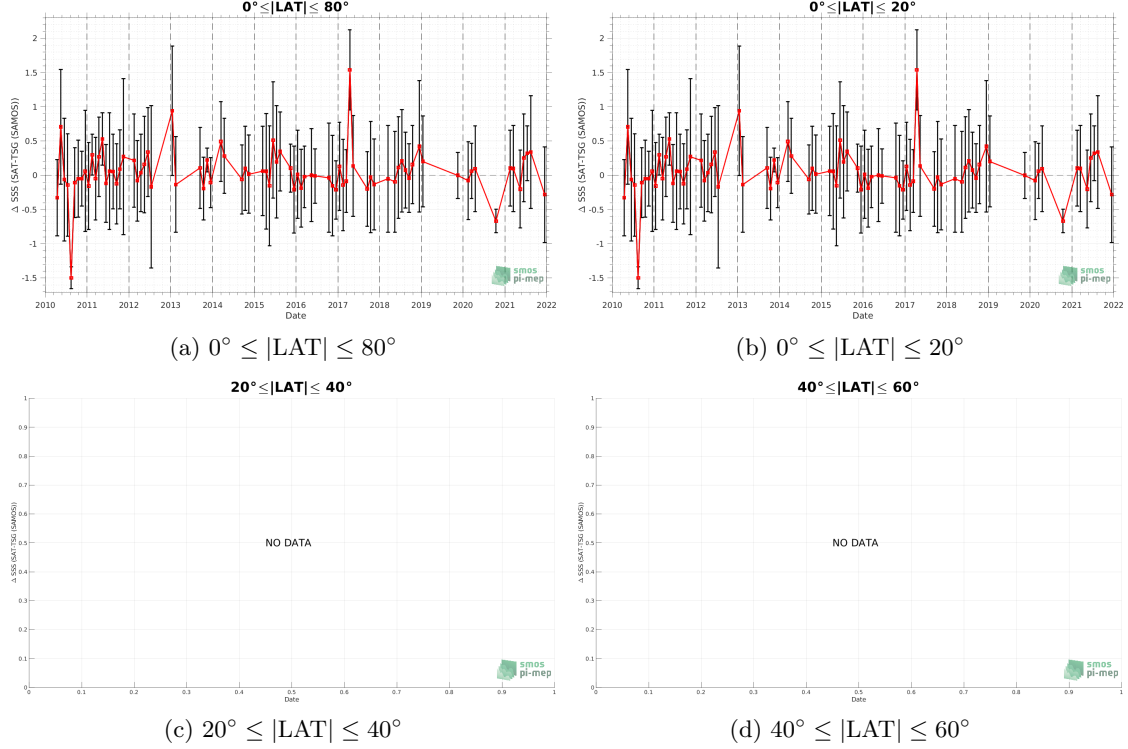 0°≤|LAT|≤ 80°
Δ SSS (SAT-TSG (SAMOS))
2
1.5
1
0.5
0
-0.5
-1
-1.5
2010 2011 2012 2013 2014 2015 2016 2017 2018 2019 2020 2021 2022
Date
smos
pi-mep
(a) 0° ≤ |LAT| ≤ 80°
0°≤|LAT|≤ 20°
Δ SSS (SAT-TSG (SAMOS))
2
1.5
1
0.5
0
-0.5
-1
-1.5
2010 2011 2012 2013 2014 2015 2016 2017 2018 2019 2020 2021 2022
Date
smos
pi-mep
(b) 0° ≤ |LAT| ≤ 20°
20°≤|LAT|≤ 40°
Δ SSS (SAT-TSG (SAMOS))
1
0.9
0.8
0.7
0.6
0.5
0.4
0.3
0.2
0.1
0
NO DATA
0 0.1 0.2 0.3 0.4 0.5 0.6 0.7 0.8 0.9 1
Date
smos
pi-mep
(c) 20° ≤ |LAT| ≤ 40°
40°≤|LAT|≤ 60°
Δ SSS (SAT-TSG (SAMOS))
1
0.9
0.8
0.7
0.6
0.5
0.4
0.3
0.2
0.1
0
NO DATA
0 0.1 0.2 0.3 0.4 0.5 0.6 0.7 0.8 0.9 1
Date
smos
pi-mep
(d) 40° ≤ |LAT| ≤ 60°